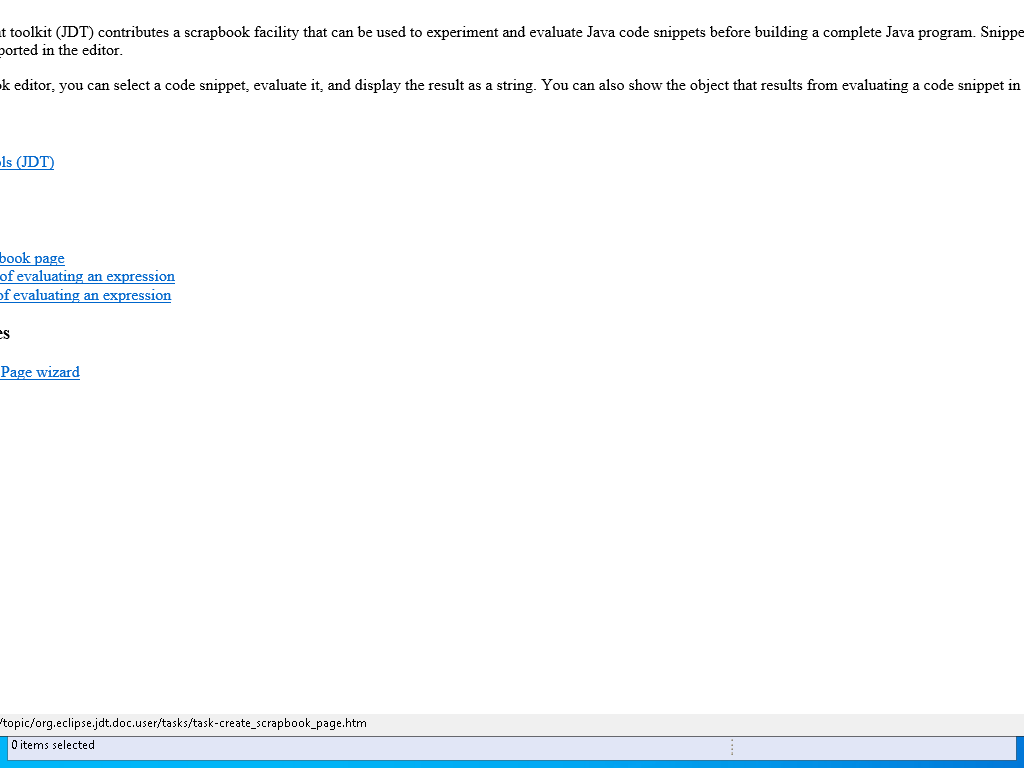 t toolkit (JDT) contributes a scrapbook facility that can be used to experiment and evaluate Java code snippets before building a complete Java program. Snippe
ported in the editor.
k editor, you can select a code snippet, evaluate it, and display the result as a string. You can also show the object that results from evaluating a code snippet in
ls (JDT)
book page
of evaluating an expression
of evaluating an expression
es
Page wizard
/topic/org.eclipse.jdt.doc.user/tasks/task-create_scrapbook_page.htm
0 items selected